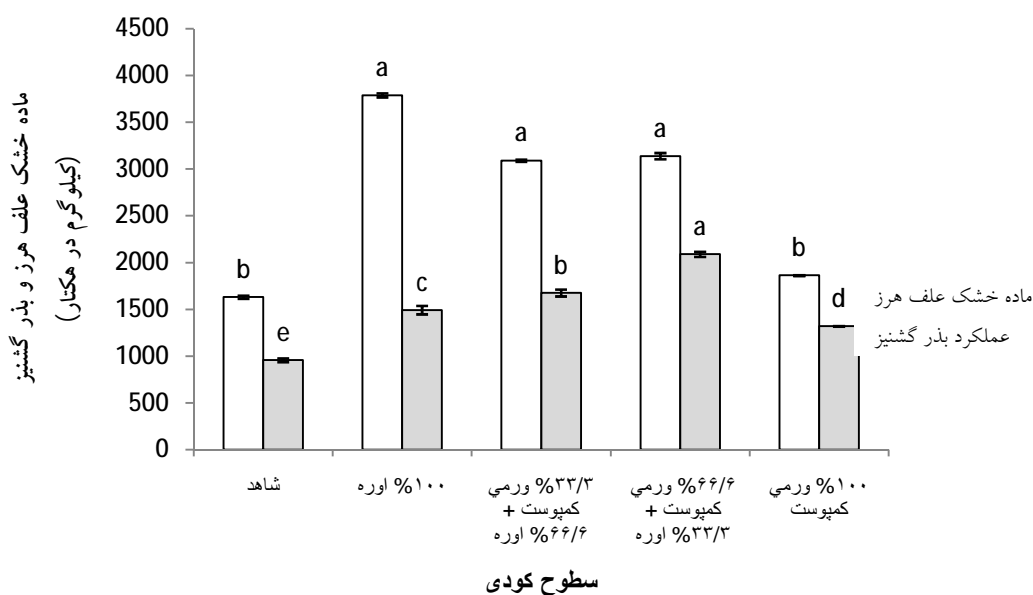 ماده خشک علف هرز و بذر گشنیز
(کیلوگرم در هکتار)
4500
4000
3500
3000
2500
2000
1500
1000
500
0
b
e
a
c
a
b
a
a
b
d
ماده خشک علف هرز
عملکرد بذر گشنیز
شاهد
۱۰۰% اوره
۳۳/۳% ورمي
کمپوست +
۶۶/۶% اوره
۶۶/۶% ورمي
کمپوست +
۳۳/۳% اوره
۱۰۰% ورمي
کمپوست
سطوح کودی